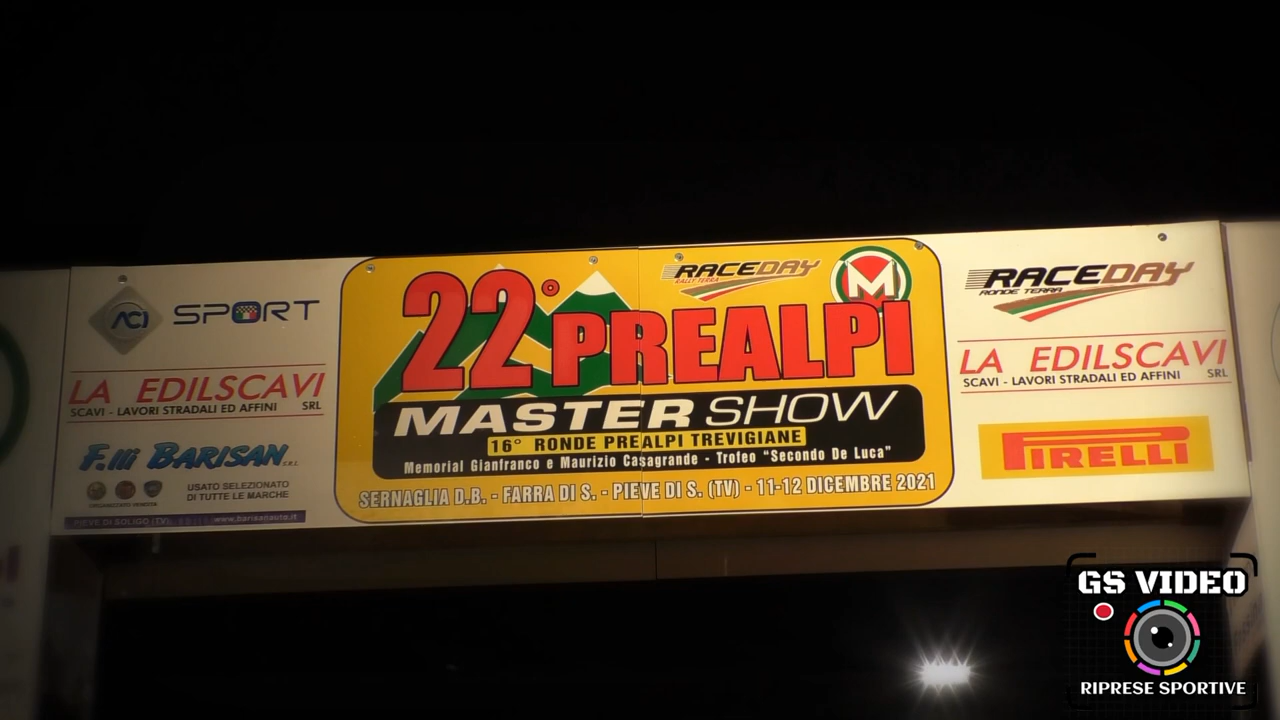 ACI SPORT
LA EDILSCAVI
SCAVI - LAVORI STRADALI ED AFFINI SRL
F.lli BARISAN S.R.L.
USATO SELEZIONATO
DI TUTTE LE MARCHE
PIEVE DI SOLIGO (TV)
www.barisanauto.it
22° PREALPI
RACEDAY
RALLY TERRA
M
MASTER SHOW
16° RONDE PREALPI TREVIGIANE
Memorial Gianfranco e Maurizio Casagrande - Trofeo "Secondo De Luca"
SERNAGLIA D.B. - FARRA DI S. - PIEVE DI S. (TV) - 11-12 DICEMBRE 2021
RACEDAY
RONDE TERRA
LA EDILSCAVI
SCAVI - LAVORI STRADALI ED AFFINI SRL
PIRELLI
GS VIDEO
RIPRESE SPORTIVE